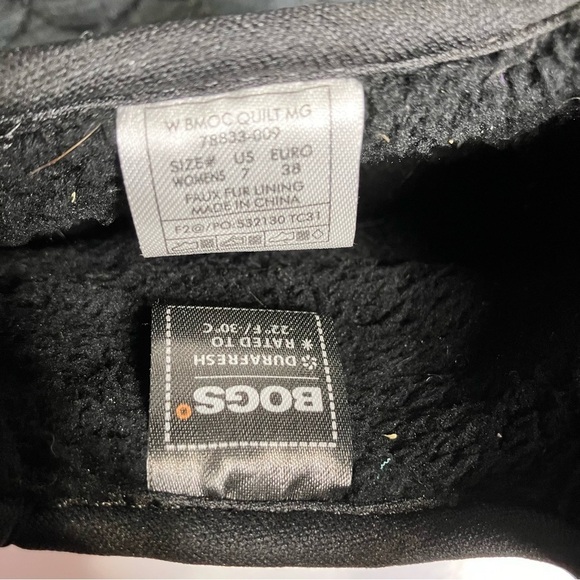 W BMOC QUILT MG
78833-009
SIZE# US EURO
WOMENS 7 38
FAUX FUR LINING
MADE IN CHINA
F2@/PO:532130 TC31
BOGS
DURAFRESH
RATED TO
22°F/-30°C